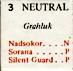 3 NEUTRAL
Grahluk
Nadsokor. . . . N
Sorana . . . . . P
Silent Guard . . P